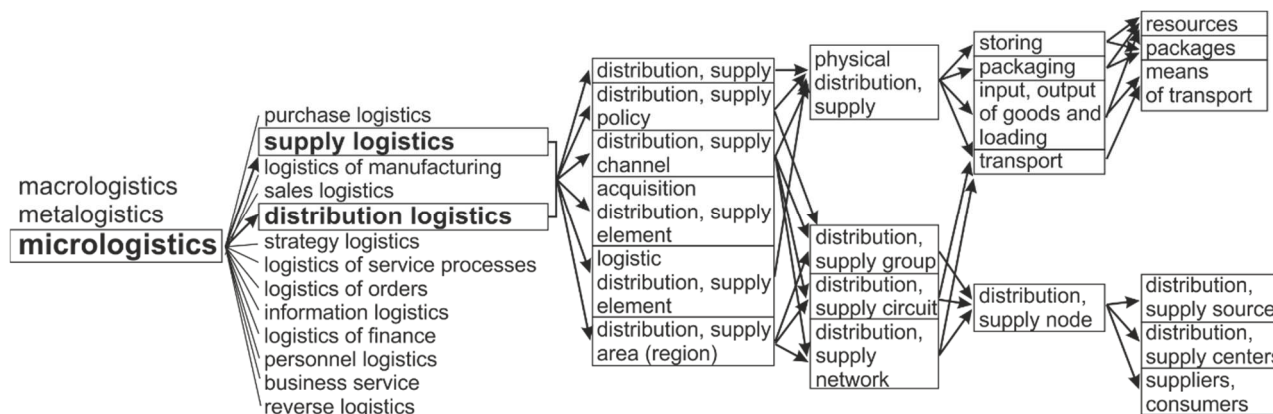 macrologistics
metalogistics
micrologistics
purchase logistics
supply logistics
logistics of manufacturing
sales logistics
distribution logistics
strategy logistics
logistics of service processes
logistics of orders
information logistics
logistics of finance
personnel logistics
business service
reverse logistics
distribution, supply
distribution, supply
policy
distribution, supply
channel
acquisition
distribution, supply
element
logistic
distribution, supply
element
distribution, supply
area (region)
physical
distribution,
supply
distribution,
supply group
distribution,
supply circuit
distribution,
supply
network
storing
packaging
input, output
of goods and
loading
transport
distribution,
supply node
resources
packages
means
of transport
distribution,
supply source
distribution,
supply centers
suppliers,
consumers